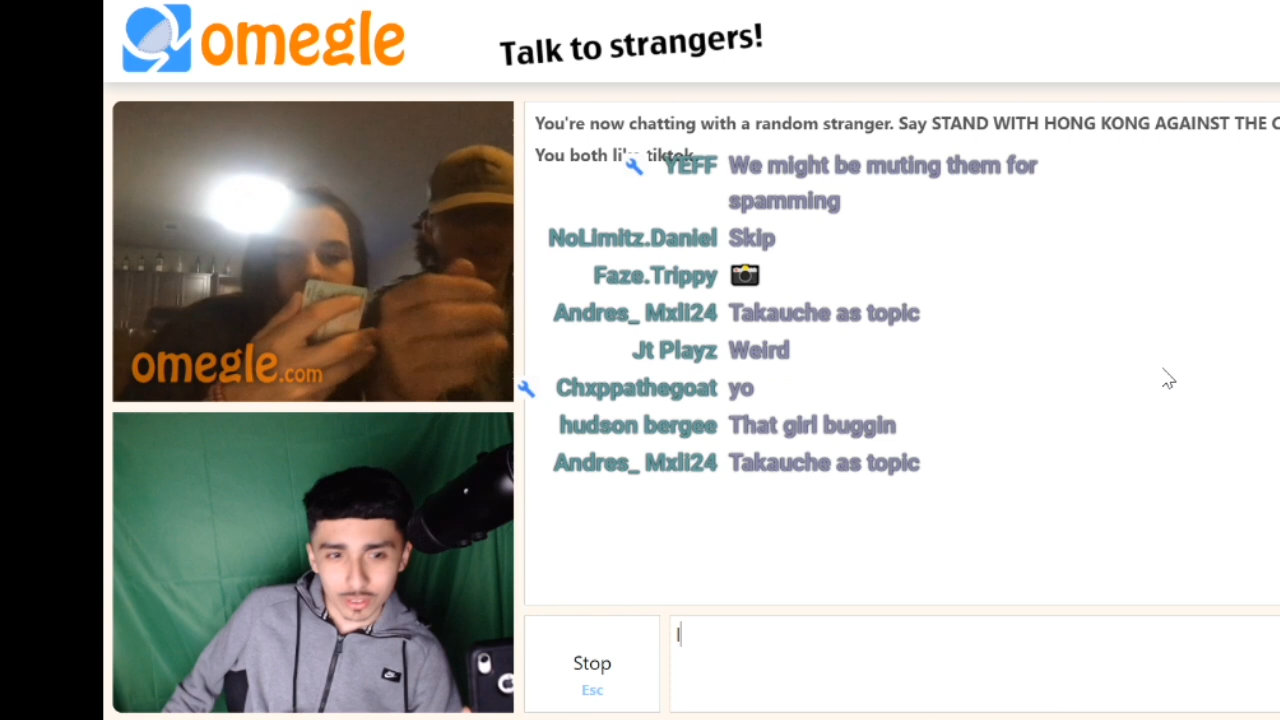 omegle
Talk to strangers!
You're now chatting with a random stranger. Say STAND WITH HONG KONG AGAINST THE C
You both like tiktok.
YEFF We might be muting them for
spamming
NoLimitz.Daniel Skip
Faze.Trippy 📷
Andres_ Mxli24 Takauche as topic
Jt Playz Weird
Chxppathegoat yo
hudson bergee That girl buggin
Andres_ Mxli24 Takauche as topic
omegle.com
Stop
Esc
I